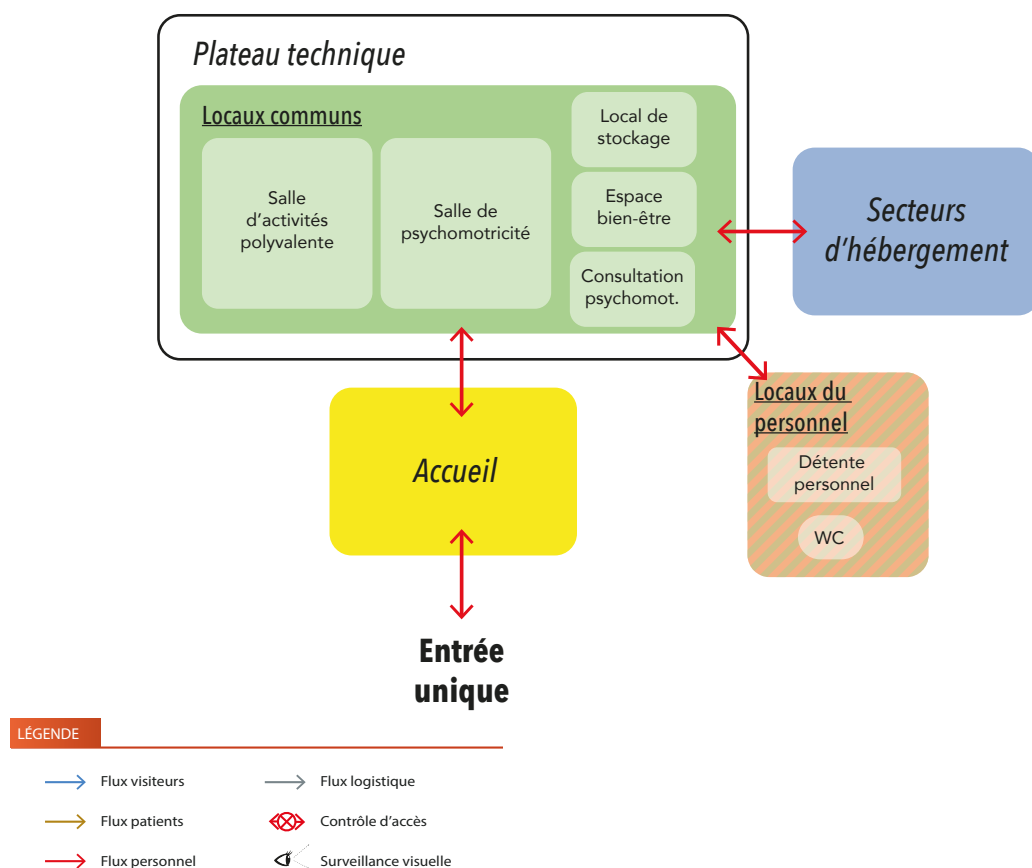 Plateau technique
Locaux communs
Salle
d'activités
polyvalente
Salle de
psychomotricité
Local de
stockage
Espace
bien-être
Consultation
psychomot.
Secteurs
d'hébergement
Accueil
Locaux du
personnel
Détente
personnel
WC
Entrée
unique
LÉGENDE
Flux visiteurs
Flux logistique
Flux patients
Contrôle d'accès
Flux personnel
Surveillance visuelle